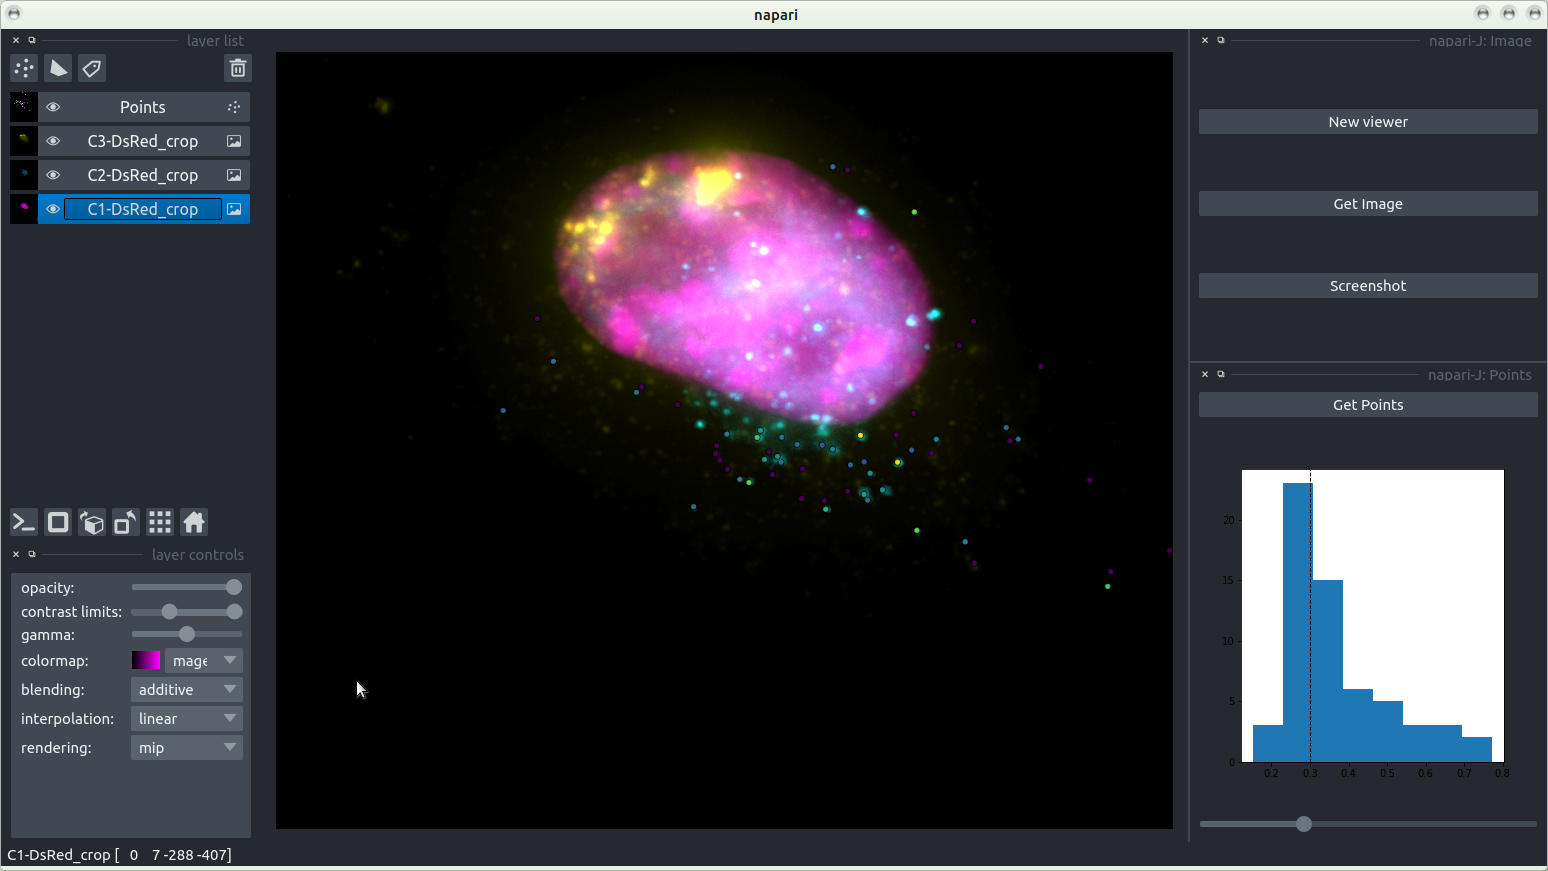 napari
layer list
Points
C3-DsRed_crop
C2-DsRed_crop
C1-DsRed_crop
layer controls
opacity:
contrast limits:
gamma:
colormap:
mage
blending:
additive
interpolation:
linear
rendering:
mip
C1-DsRed_crop [ 0 7 -288 -407]
napari-J: Image
New viewer
Get Image
Screenshot
napari-J: Points
Get Points
20
15
10
5
0
0.2 0.3 0.4 0.5 0.6 0.7 0.8